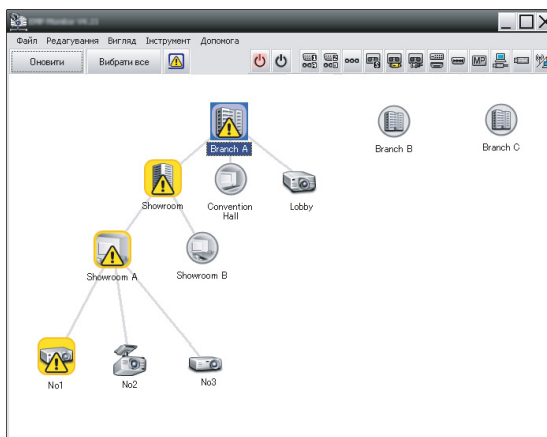 Файл Редагування Вигляд Інструмент Допомога
Оновити Вибрати все MP
Branch A Branch B Branch C
Showroom Convention Hall Lobby
Showroom A Showroom B
No1 No2 No3